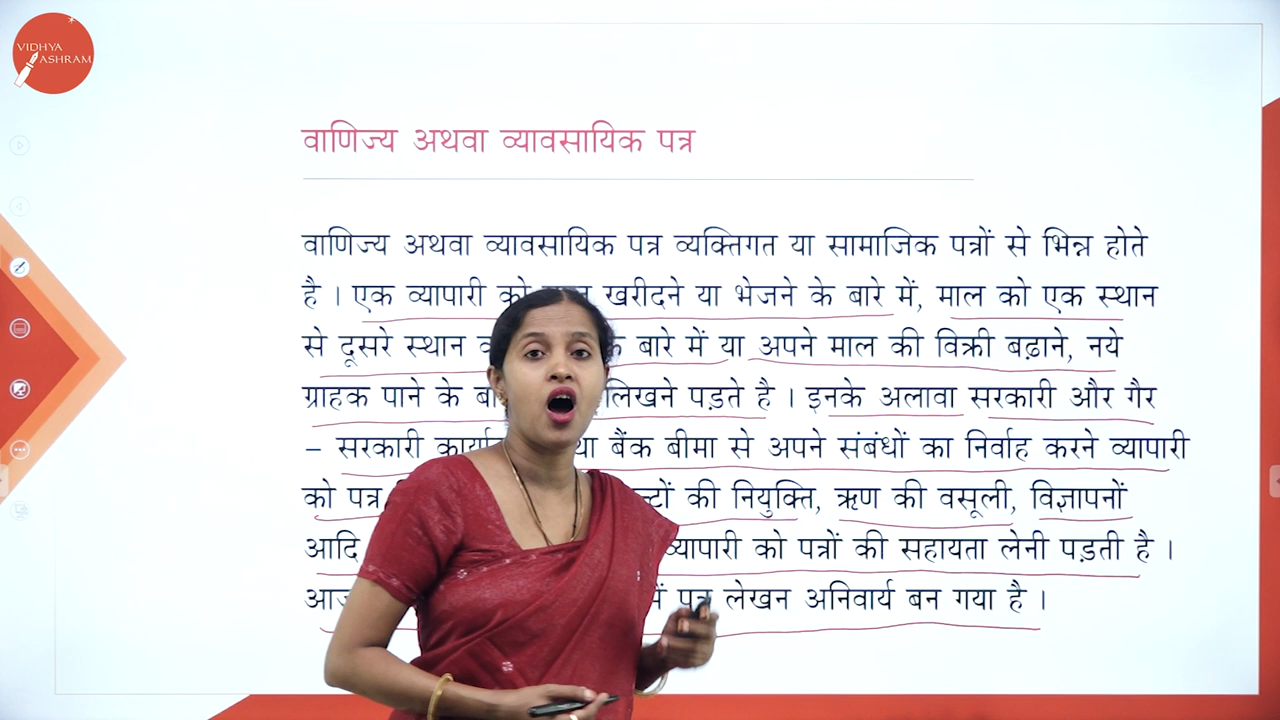 VIDHYA
ASHRAM
वाणिज्य अथवा व्यावसायिक पत्र
वाणिज्य अथवा व्यावसायिक पत्र व्यक्तिगत या सामाजिक पत्रों से भिन्न होते
है । एक व्यापारी को खरीदने या भेजने के बारे में, माल को एक स्थान
से दूसरे स्थान बारे में या अपने माल की विक्री बढ़ाने, नये
ग्राहक पाने के लिखने पड़ते है । इनके अलावा सरकारी और गैर
– सरकारी बैंक बीमा से अपने संबंधों का निर्वाह करने व्यापारी
को पत्र की नियुक्ति, ऋण की वसूली, विज्ञापनों
आदि व्यापारी को पत्रों की सहायता लेनी पड़ती है ।
पत्र लेखन अनिवार्य बन गया है ।